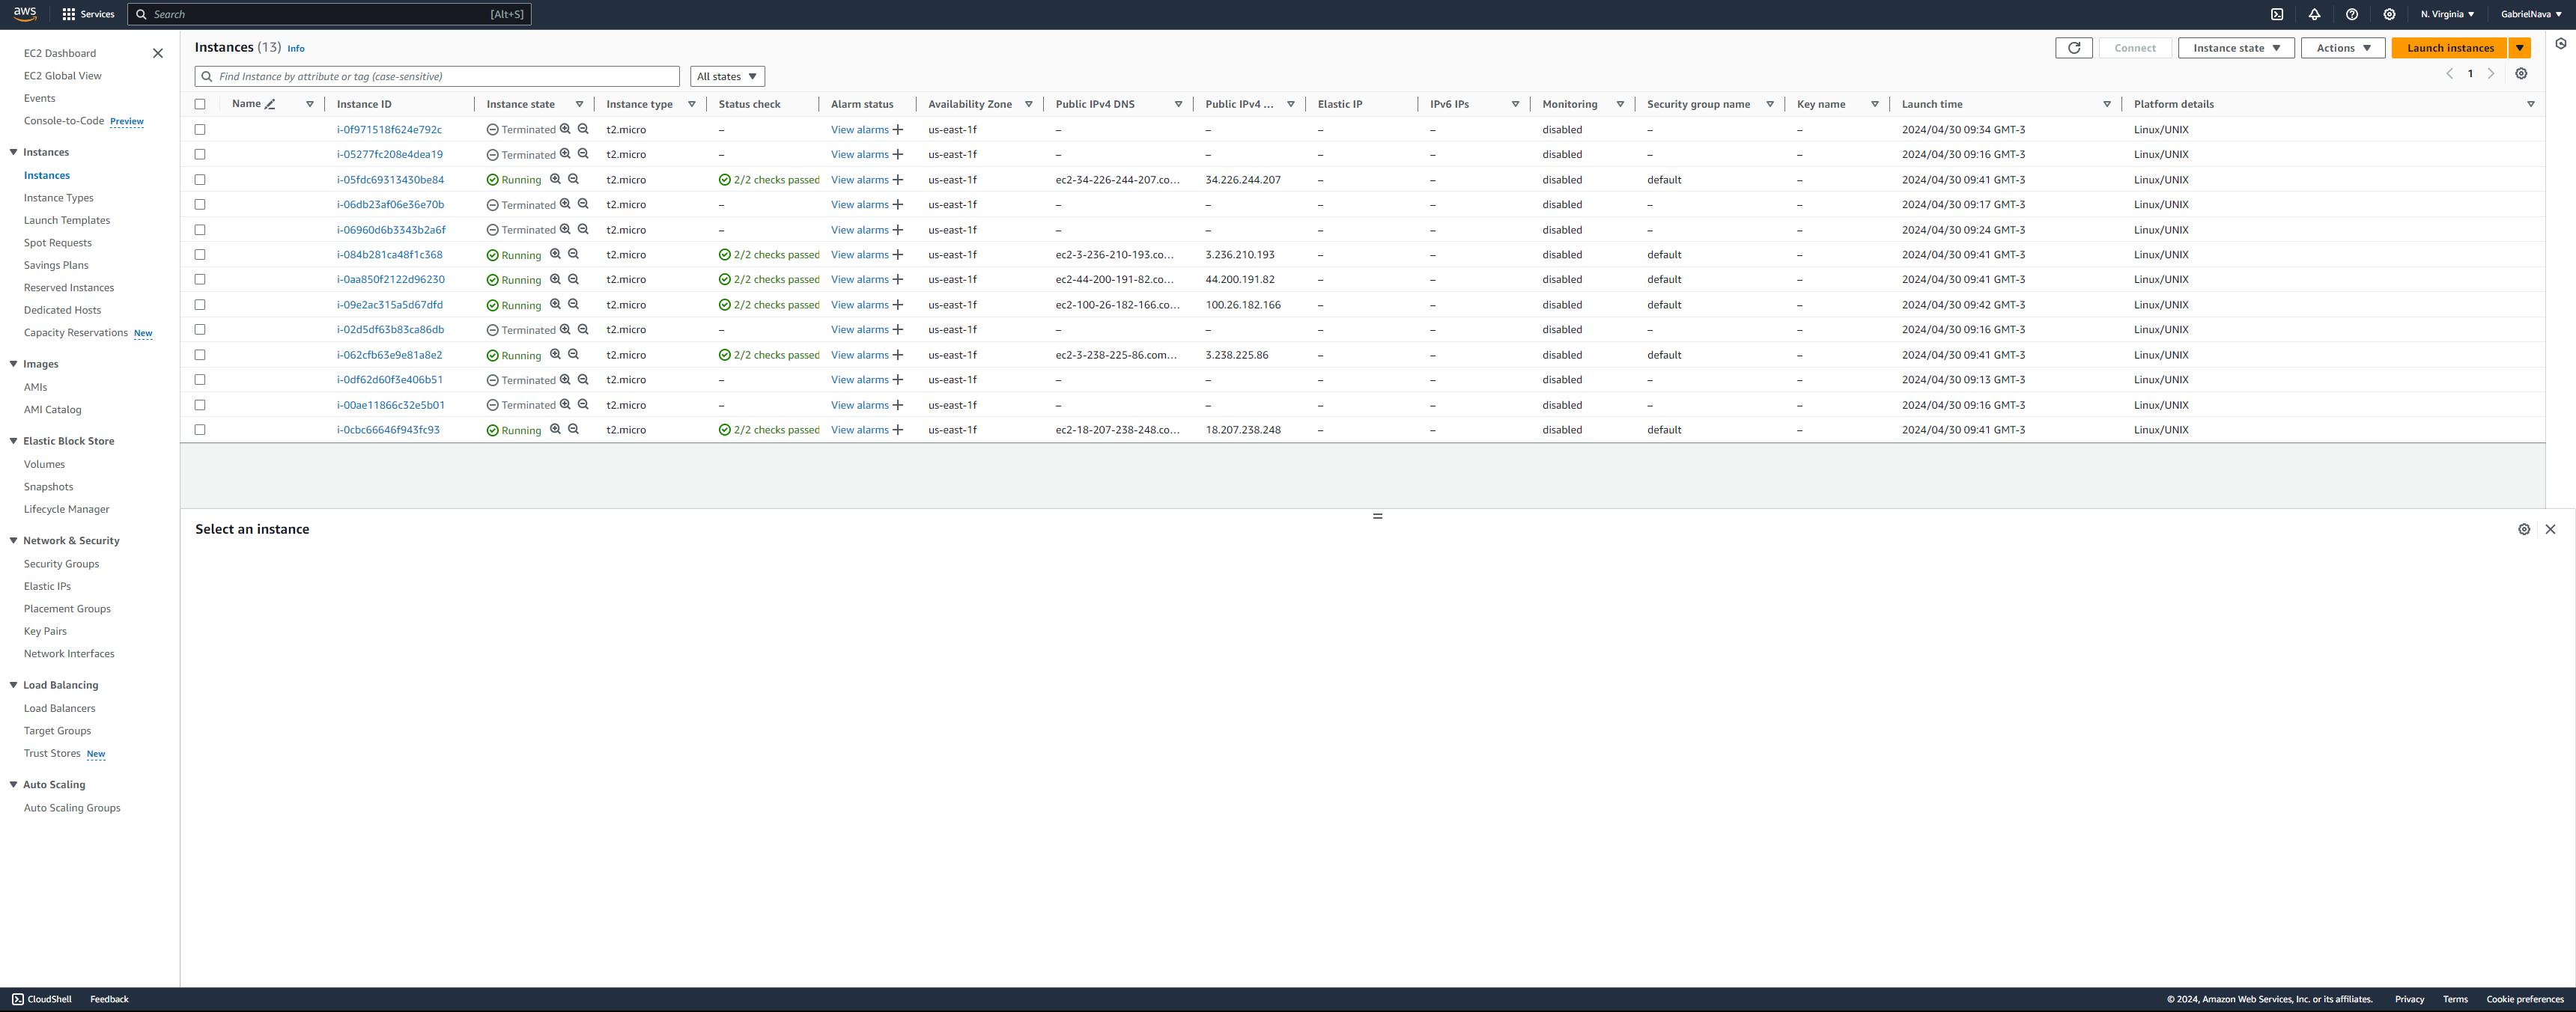 aws Services Search [Alt+S] N. Virginia GabrielNava
EC2 Dashboard
EC2 Global View
Events
Console-to-Code Preview
Instances
Instances
Instance Types
Launch Templates
Spot Requests
Savings Plans
Reserved Instances
Dedicated Hosts
Capacity Reservations New
Images
AMIs
AMI Catalog
Elastic Block Store
Volumes
Snapshots
Lifecycle Manager
Network & Security
Security Groups
Elastic IPs
Placement Groups
Key Pairs
Network Interfaces
Load Balancing
Load Balancers
Target Groups
Trust Stores New
Auto Scaling
Auto Scaling Groups
Instances (13) Info Connect Instance state Actions Launch instances
Find Instance by attribute or tag (case-sensitive) All states 1
Name Instance ID Instance state Instance type Status check Alarm status Availability Zone Public IPv4 DNS Public IPv4 ... Elastic IP IPv6 IPs Monitoring Security group name Key name Launch time Platform details
i-0f971518f624e792c Terminated t2.micro – View alarms + us-east-1f – – – – disabled – – 2024/04/30 09:34 GMT-3 Linux/UNIX
i-05277fc208e4dea19 Terminated t2.micro – View alarms + us-east-1f – – – – disabled – – 2024/04/30 09:16 GMT-3 Linux/UNIX
i-05fdc69313430be84 Running t2.micro 2/2 checks passed View alarms + us-east-1f ec2-34-226-244-207.co... 34.226.244.207 – – disabled default – 2024/04/30 09:41 GMT-3 Linux/UNIX
i-06db23af06e36e70b Terminated t2.micro – View alarms + us-east-1f – – – – disabled – – 2024/04/30 09:17 GMT-3 Linux/UNIX
i-06960d6b3343b2a6f Terminated t2.micro – View alarms + us-east-1f – – – – disabled – – 2024/04/30 09:24 GMT-3 Linux/UNIX
i-084b281ca48f1c368 Running t2.micro 2/2 checks passed View alarms + us-east-1f ec2-3-236-210-193.co... 3.236.210.193 – – disabled default – 2024/04/30 09:41 GMT-3 Linux/UNIX
i-0aa850f2122d96230 Running t2.micro 2/2 checks passed View alarms + us-east-1f ec2-44-200-191-82.co... 44.200.191.82 – – disabled default – 2024/04/30 09:41 GMT-3 Linux/UNIX
i-09e2ac315a5d67dfd Running t2.micro 2/2 checks passed View alarms + us-east-1f ec2-100-26-182-166.co... 100.26.182.166 – – disabled default – 2024/04/30 09:42 GMT-3 Linux/UNIX
i-02d5df63b83ca86db Terminated t2.micro – View alarms + us-east-1f – – – – disabled – – 2024/04/30 09:16 GMT-3 Linux/UNIX
i-062cfb63e9e81a8e2 Running t2.micro 2/2 checks passed View alarms + us-east-1f ec2-3-238-225-86.com... 3.238.225.86 – – disabled default – 2024/04/30 09:41 GMT-3 Linux/UNIX
i-0df62d60f3e406b51 Terminated t2.micro – View alarms + us-east-1f – – – – disabled – – 2024/04/30 09:13 GMT-3 Linux/UNIX
i-00ae11866c32e5b01 Terminated t2.micro – View alarms + us-east-1f – – – – disabled – – 2024/04/30 09:16 GMT-3 Linux/UNIX
i-0cbc66646f943fc93 Running t2.micro 2/2 checks passed View alarms + us-east-1f ec2-18-207-238-248.co... 18.207.238.248 – – disabled default – 2024/04/30 09:41 GMT-3 Linux/UNIX
Select an instance
CloudShell Feedback © 2024, Amazon Web Services, Inc. or its affiliates. Privacy Terms Cookie preferences